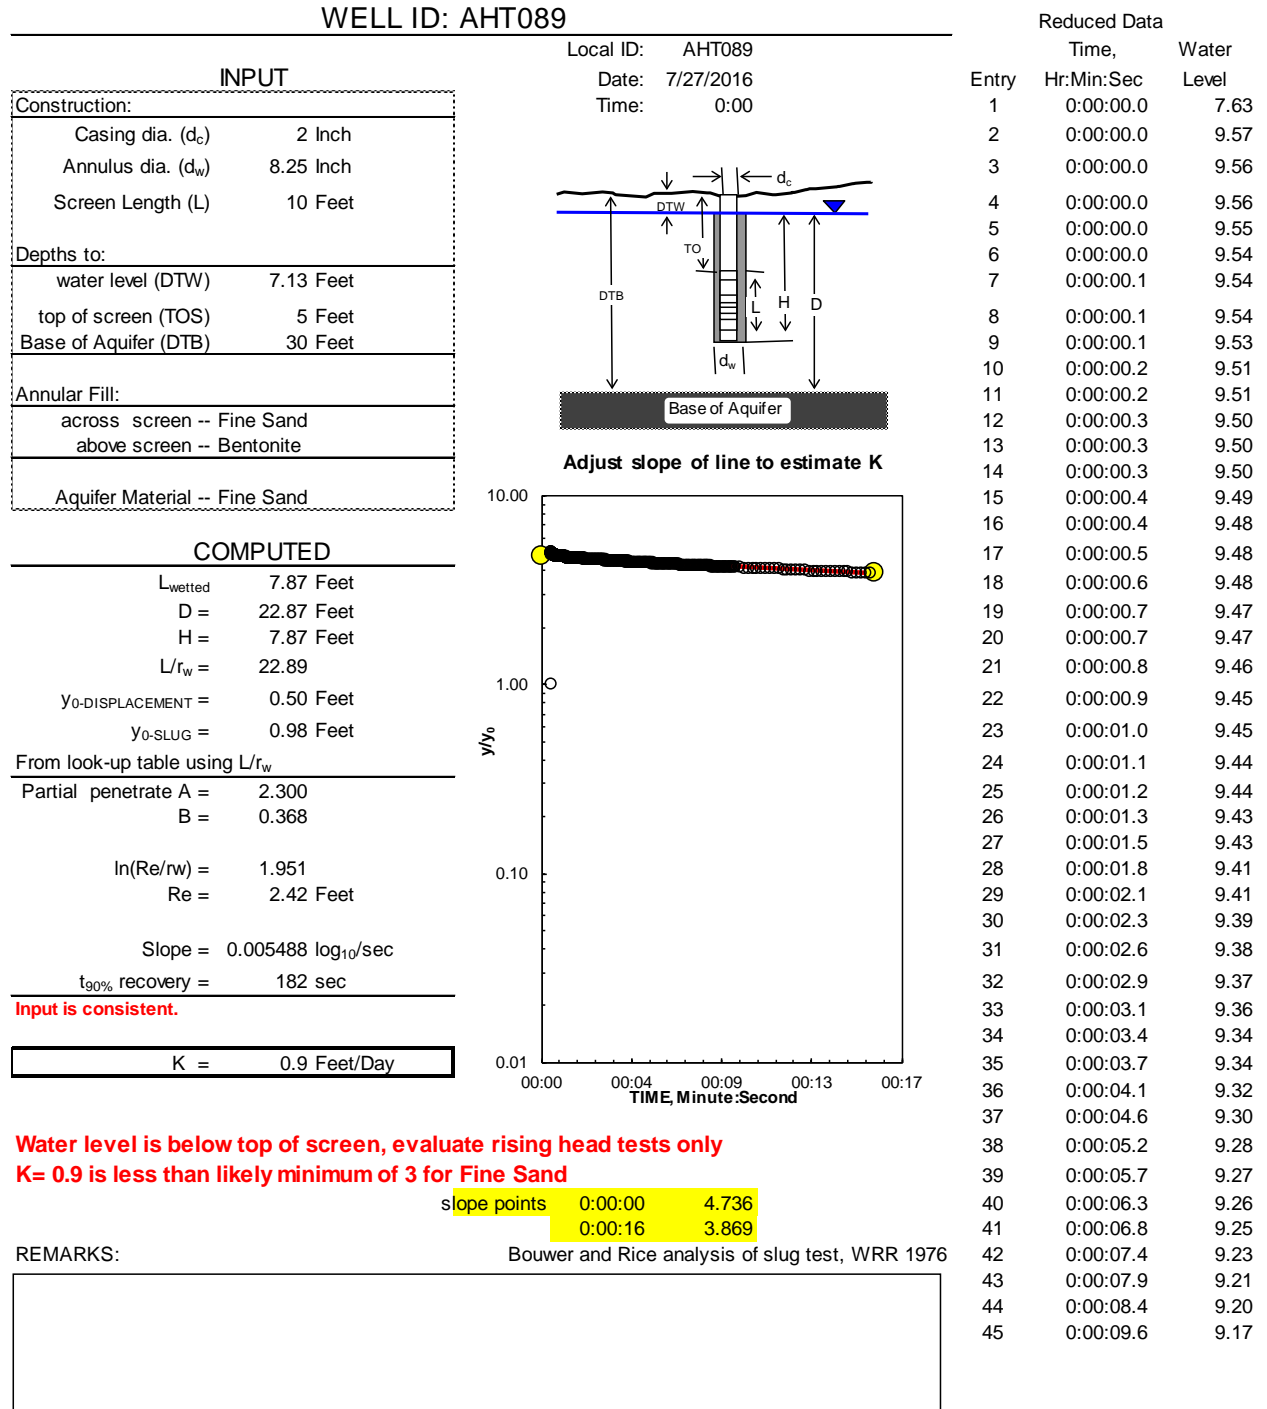 WELL ID: AHT089
Local ID: AHT089
Date: 7/27/2016
Time: 0:00
INPUT
Construction:
Casing dia. (dc) 2 Inch
Annulus dia. (dw) 8.25 Inch
Screen Length (L) 10 Feet
Depths to:
water level (DTW) 7.13 Feet
top of screen (TOS) 5 Feet
Base of Aquifer (DTB) 30 Feet
Annular Fill:
across screen -- Fine Sand
above screen -- Bentonite
Aquifer Material -- Fine Sand
COMPUTED
Lwetted 7.87 Feet
D = 22.87 Feet
H = 7.87 Feet
L/rw = 22.89
y0-DISPLACEMENT = 0.50 Feet
y0-SLUG = 0.98 Feet
From look-up table using L/rw
Partial penetrate A = 2.300
B = 0.368
ln(Re/rw) = 1.951
Re = 2.42 Feet
Slope = 0.005488 log10/sec
t90% recovery = 182 sec
Input is consistent.
K = 0.9 Feet/Day
dc
DTW
TO
DTB
L
H
D
dw
Base of Aquifer
Adjust slope of line to estimate K
10.00
1.00
0.10
0.01
y/y0
00:00 00:04 00:09 00:13 00:17
TIME, Minute:Second
Water level is below top of screen, evaluate rising head tests only
K= 0.9 is less than likely minimum of 3 for Fine Sand
slope points 0:00:00 4.736
0:00:16 3.869
REMARKS: Bouwer and Rice analysis of slug test, WRR 1976
Reduced Data
Time, Water
Entry Hr:Min:Sec Level
1 0:00:00.0 7.63
2 0:00:00.0 9.57
3 0:00:00.0 9.56
4 0:00:00.0 9.56
5 0:00:00.0 9.55
6 0:00:00.0 9.54
7 0:00:00.1 9.54
8 0:00:00.1 9.54
9 0:00:00.1 9.53
10 0:00:00.2 9.51
11 0:00:00.2 9.51
12 0:00:00.3 9.50
13 0:00:00.3 9.50
14 0:00:00.3 9.50
15 0:00:00.4 9.49
16 0:00:00.4 9.48
17 0:00:00.5 9.48
18 0:00:00.6 9.48
19 0:00:00.7 9.47
20 0:00:00.7 9.47
21 0:00:00.8 9.46
22 0:00:00.9 9.45
23 0:00:01.0 9.45
24 0:00:01.1 9.44
25 0:00:01.2 9.44
26 0:00:01.3 9.43
27 0:00:01.5 9.43
28 0:00:01.8 9.41
29 0:00:02.1 9.41
30 0:00:02.3 9.39
31 0:00:02.6 9.38
32 0:00:02.9 9.37
33 0:00:03.1 9.36
34 0:00:03.4 9.34
35 0:00:03.7 9.34
36 0:00:04.1 9.32
37 0:00:04.6 9.30
38 0:00:05.2 9.28
39 0:00:05.7 9.27
40 0:00:06.3 9.26
41 0:00:06.8 9.25
42 0:00:07.4 9.23
43 0:00:07.9 9.21
44 0:00:08.4 9.20
45 0:00:09.6 9.17